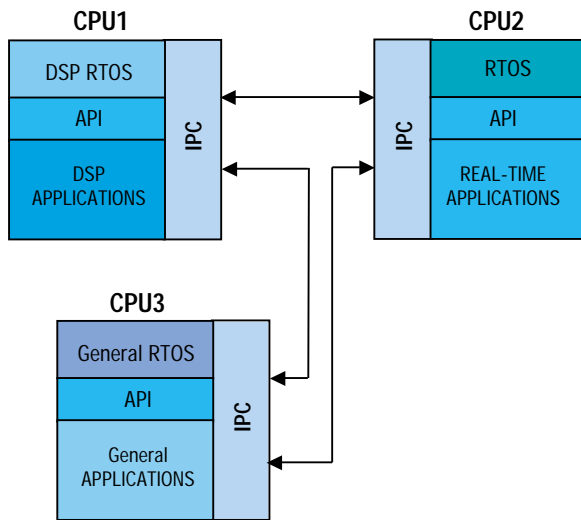 CPU1
DSP RTOS
API
DSP
APPLICATIONS
IPC
CPU2
IPC
RTOS
API
REAL-TIME
APPLICATIONS
CPU3
General RTOS
API
General
APPLICATIONS
IPC